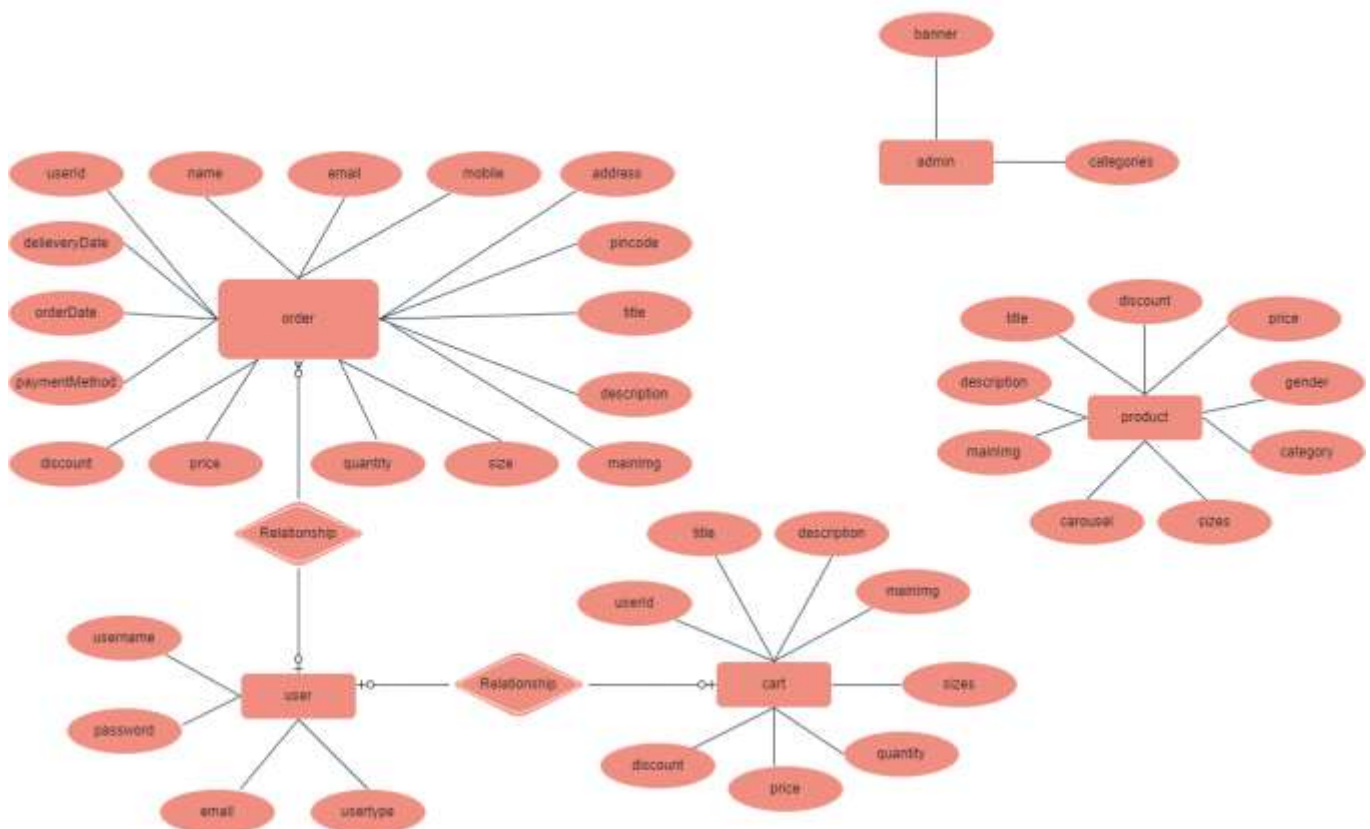 banner
admin
categories
userId
name
email
mobile
address
delieveryDate
pincode
orderDate
order
title
paymentMethod
description
discount
price
quantity
size
mainImg
Relationship
title
discount
price
description
gender
product
mainImg
category
carousel
sizes
title
description
userId
mainImg
username
user
Relationship
cart
sizes
password
discount
quantity
price
email
usertype